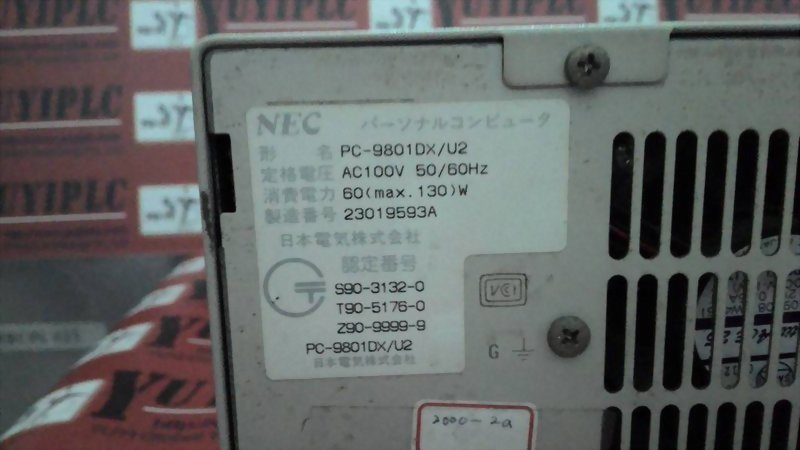 NEC パーソナルコンピュータ
形 名 PC-9801DX/U2
定格電圧 AC100V 50/60Hz
消費電力 60(max.130)W
製造番号 23019593A
日本電気株式会社
認定番号
S90-3132-0
T90-5176-0
Z90-9999-9
PC-9801DX/U2
日本電気株式会社
VCCI
G
2000-2a
YUYIPLC